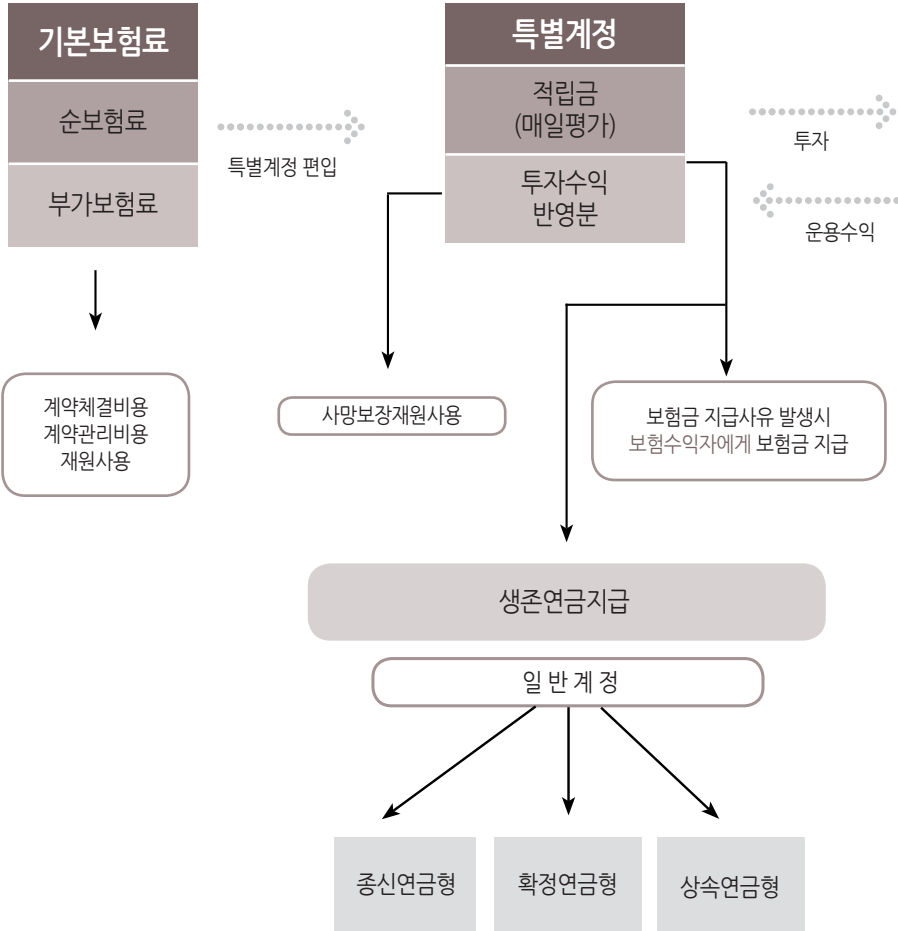 기본보험료
순보험료
부가보험료
특별계정 편입
특별계정
적립금
(매일평가)
투자수익
반영분
투자
운용수익
계약체결비용
계약관리비용
재원사용
사망보장재원사용
보험금 지급사유 발생시
보험수익자에게 보험금 지급
생존연금지급
일 반 계 정
종신연금형
확정연금형
상속연금형